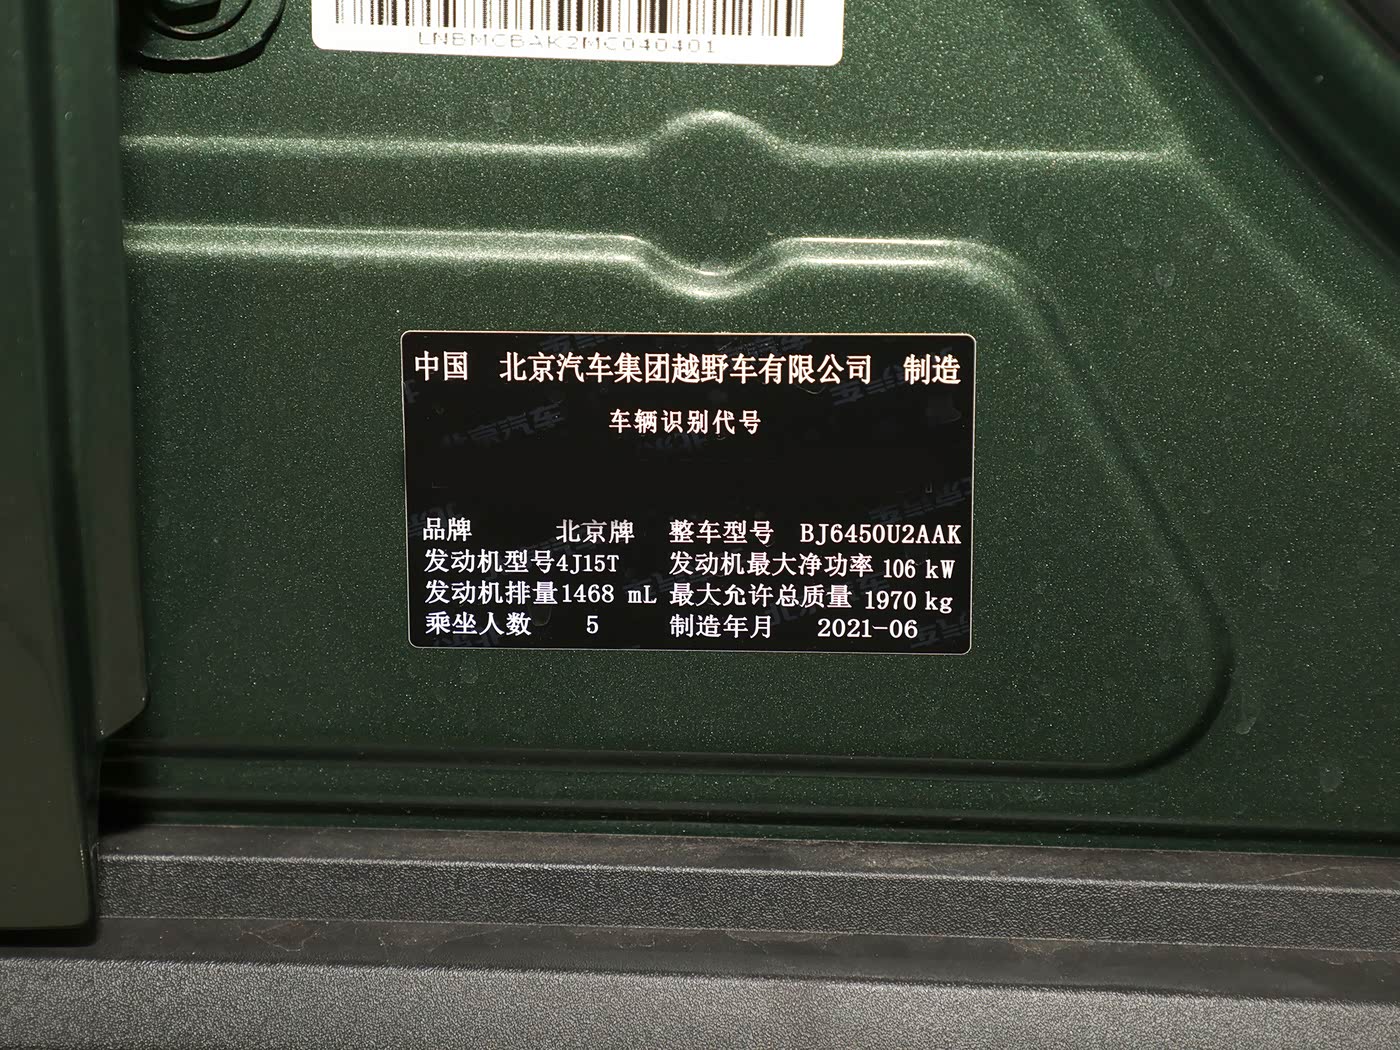 LNBMCBAK2MC040401
中国 北京汽车集团越野车有限公司 制造
车辆识别代号
品牌 北京牌 整车型号 BJ6450U2AAK
发动机型号 4J15T 发动机最大净功率 106 kW
发动机排量 1468 mL 最大允许总质量 1970 kg
乘坐人数 5 制造年月 2021-06